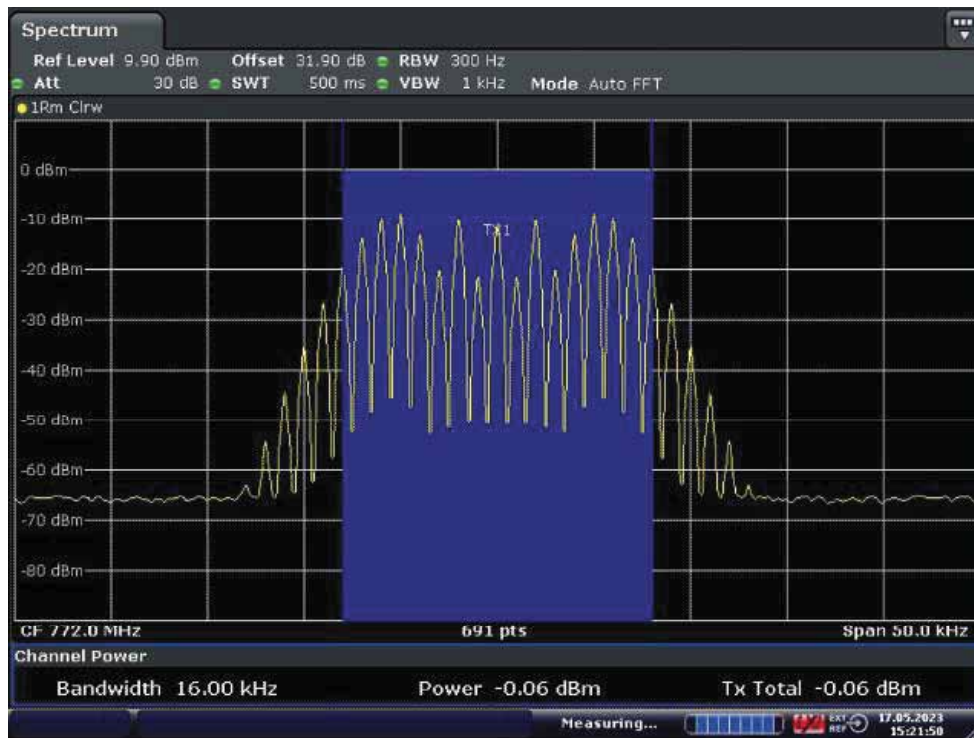 Spectrum
Ref Level 9.90 dBm Offset 31.90 dB RBW 300 Hz
Att 30 dB SWT 500 ms VBW 1 kHz Mode Auto FFT
1Rm Clrw
0 dBm
-10 dBm
TX1
-20 dBm
-30 dBm
-40 dBm
-50 dBm
-60 dBm
-70 dBm
-80 dBm
CF 772.0 MHz 691 pts Span 50.0 kHz
Channel Power
Bandwidth 16.00 kHz Power -0.06 dBm Tx Total -0.06 dBm
Measuring... EXT REF 17.05.2023
15:21:50